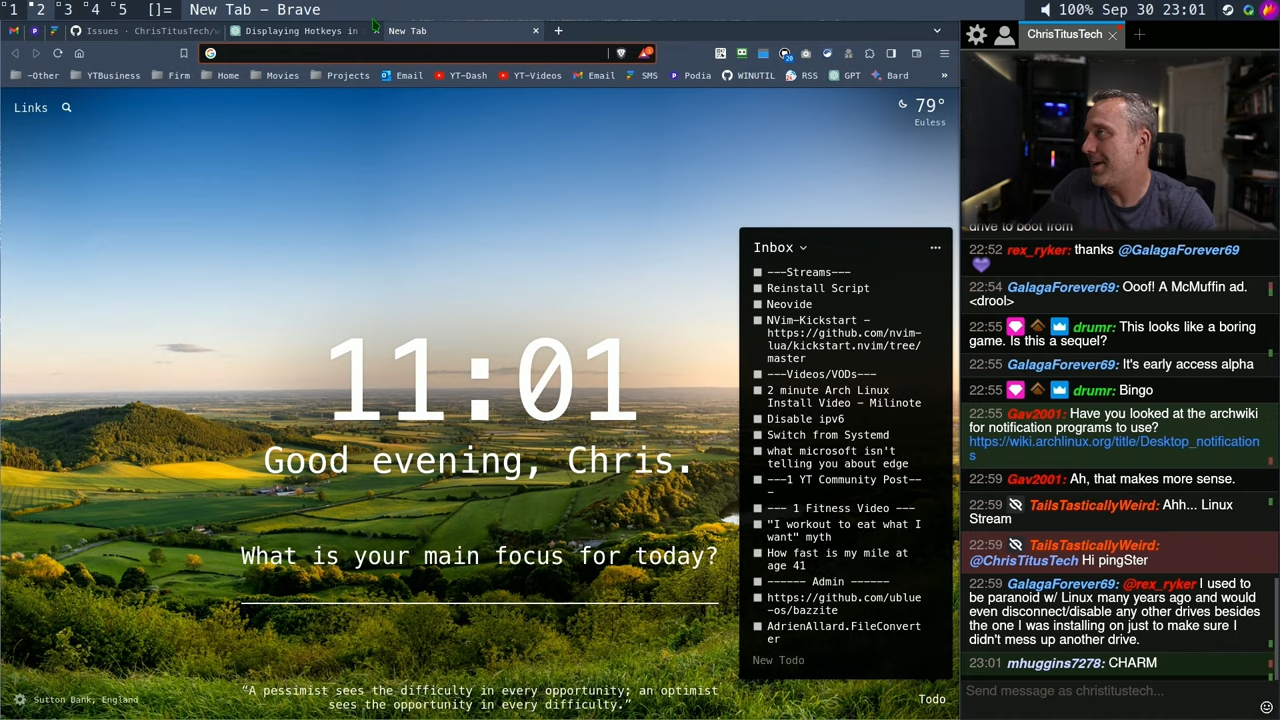 1 2 3 4 5 []= New Tab - Brave 100% Sep 30 23:01
Issues · ChrisTitusTech/w Displaying Hotkeys in New Tab
ChrisTitusTech
-Other YTBusiness Firm Home Movies Projects Email YT-Dash YT-Videos Email SMS Podia WINUTIL RSS GPT Bard »
Links
79°
Euless
11:01
Good evening, Chris.
What is your main focus for today?
"A pessimist sees the difficulty in every opportunity; an optimist
sees the opportunity in every difficulty."
Sutton Bank, England
Inbox
---Streams---
Reinstall Script
Neovide
NVim-Kickstart -
https://github.com/nvim-
lua/kickstart.nvim/tree/
master
---Videos/VODs---
2 minute Arch Linux
Install Video - Milinote
Disable ipv6
Switch from Systemd
what microsoft isn't
telling you about edge
---1 YT Community Post--
-
--- 1 Fitness Video ---
"I workout to eat what I
want" myth
How fast is my mile at
age 41
------ Admin ------
https://github.com/ublue
-os/bazzite
AdrienAllard.FileConvert
er
New Todo
Todo
drive to boot from
22:52 rex_ryker: thanks @GalagaForever69
22:54 GalagaForever69: Ooof! A McMuffin ad.
<drool>
22:55 drumr: This looks like a boring
game. Is this a sequel?
22:55 GalagaForever69: It's early access alpha
22:55 drumr: Bingo
22:55 Gav2001: Have you looked at the archwiki
for notification programs to use?
https://wiki.archlinux.org/title/Desktop_notification
s
22:59 Gav2001: Ah, that makes more sense.
22:59 TailsTasticallyWeird: Ahh... Linux
Stream
22:59 TailsTasticallyWeird:
@ChrisTitusTech Hi pingSter
22:59 GalagaForever69: @rex_ryker I used to
be paranoid w/ Linux many years ago and would
even disconnect/disable any other drives besides
the one I was installing on just to make sure I
didn't mess up another drive.
23:01 mhuggins7278: CHARM
Send message as christitustech...